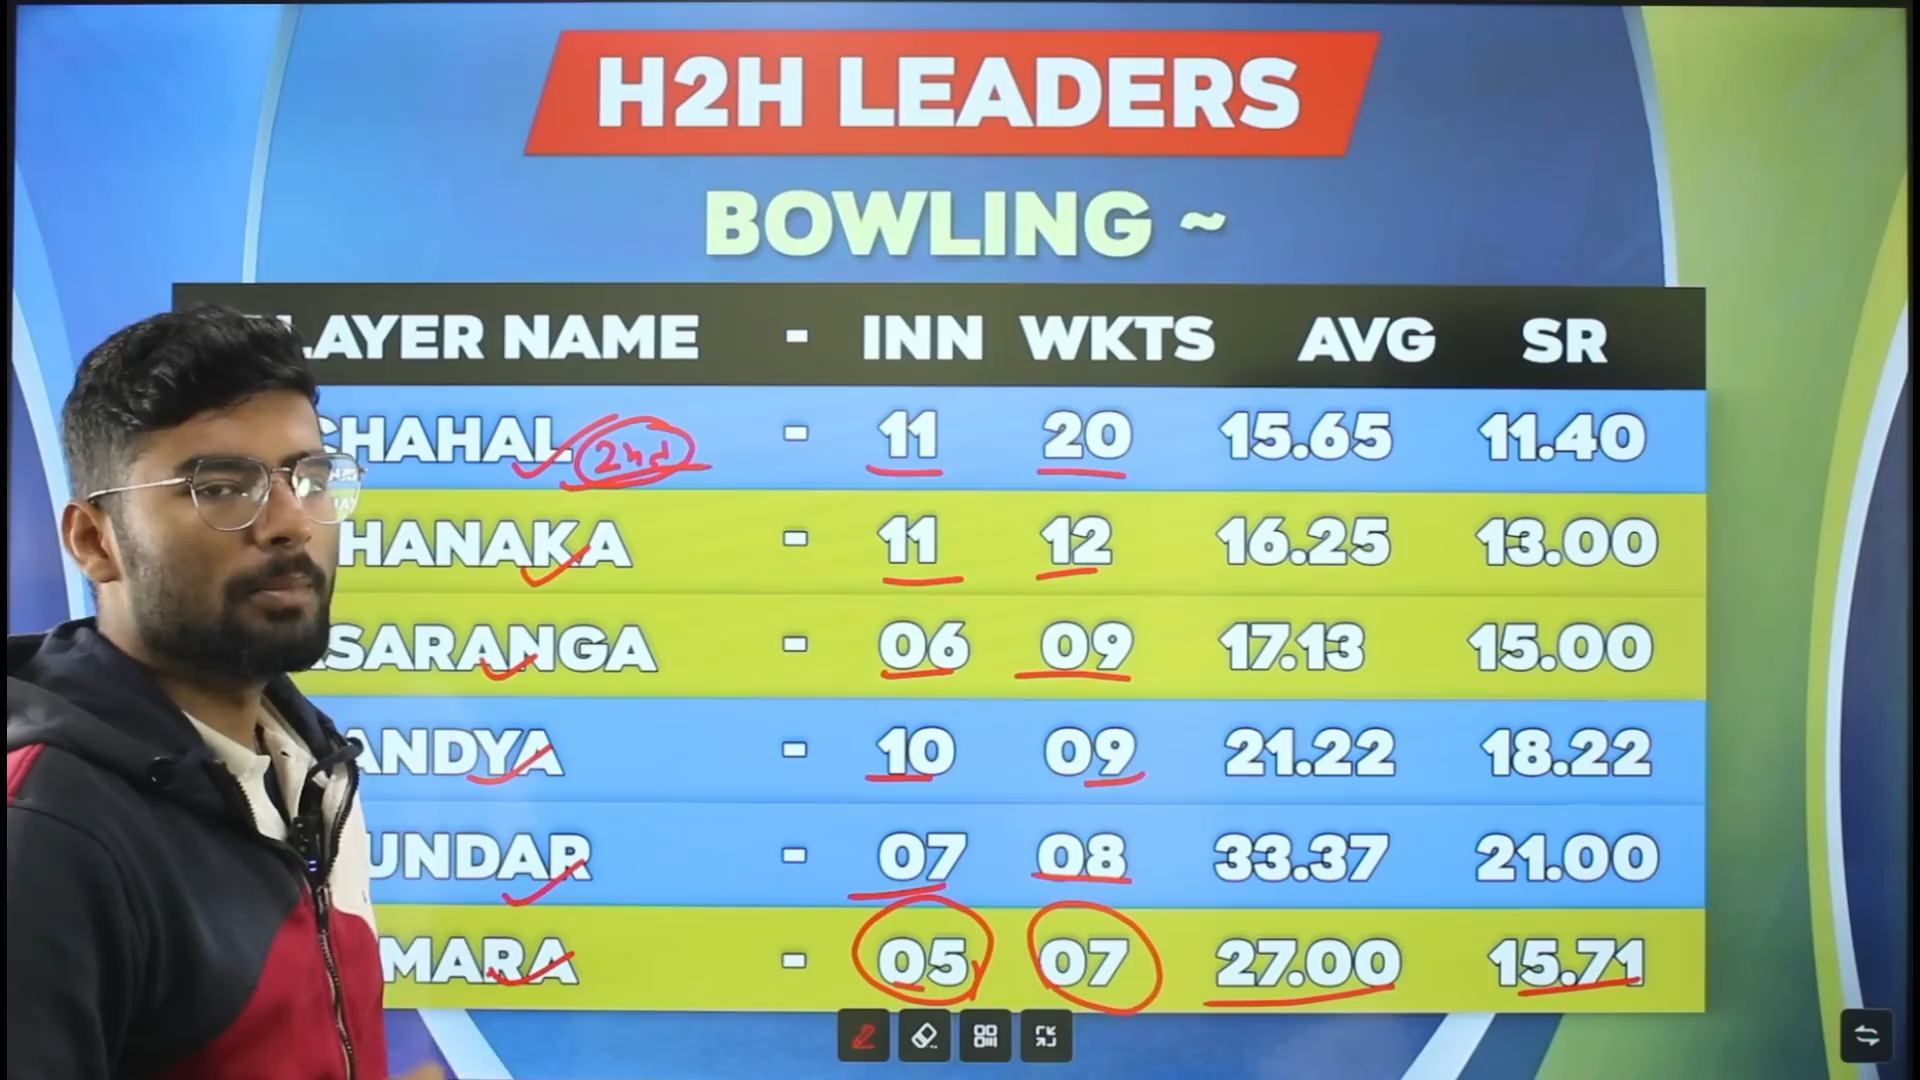 H2H LEADERS
BOWLING ~
LAYER NAME - INN WKTS AVG SR
CHAHAL 2nd - 11 20 15.65 11.40
HANAKA - 11 12 16.25 13.00
SARANGA - 06 09 17.13 15.00
ANDYA - 10 09 21.22 18.22
UNDAR - 07 08 33.37 21.00
MARA - 05 07 27.00 15.71